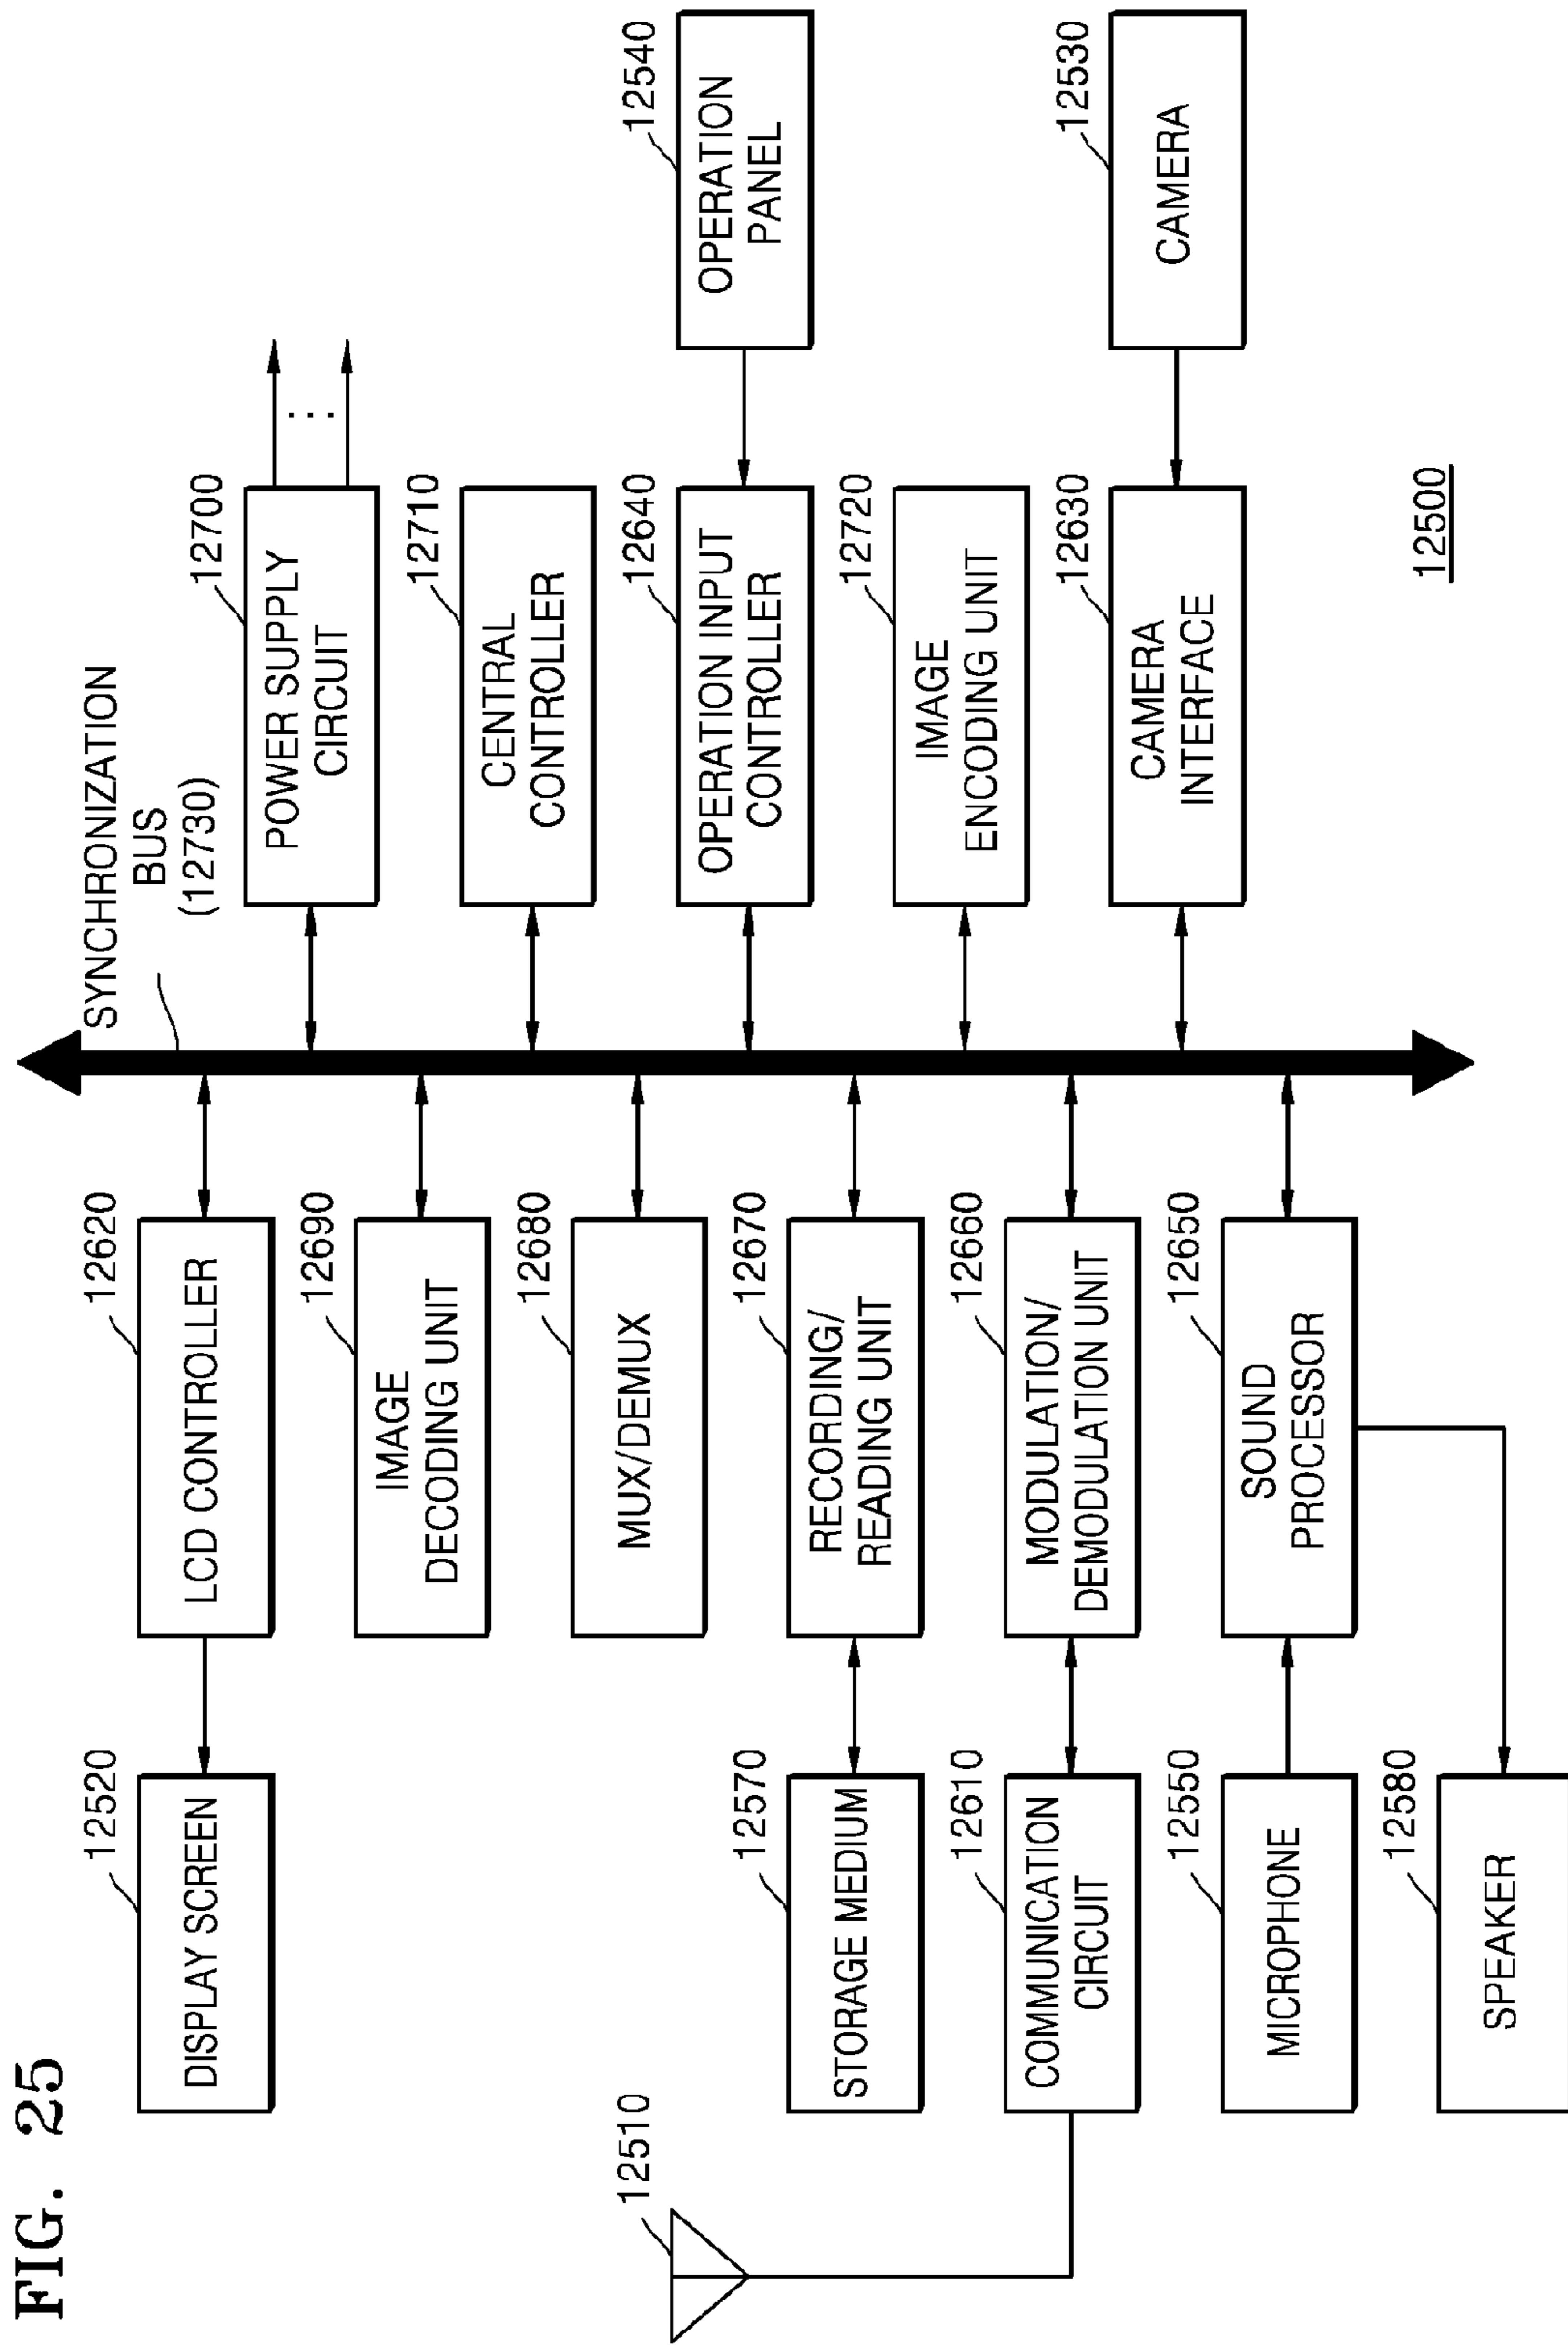 FIG. 25
12510
12520
DISPLAY SCREEN
12570
STORAGE MEDIUM
12610
COMMUNICATION
CIRCUIT
12550
MICROPHONE
12580
SPEAKER
12620
LCD CONTROLLER
12690
IMAGE
DECODING UNIT
12680
MUX/DEMUX
12670
RECORDING/
READING UNIT
12660
MODULATION/
DEMODULATION UNIT
12650
SOUND
PROCESSOR
SYNCHRONIZATION
BUS
(12730)
12700
POWER SUPPLY
CIRCUIT
...
12710
CENTRAL
CONTROLLER
12640
OPERATION INPUT
CONTROLLER
12720
IMAGE
ENCODING UNIT
12630
CAMERA
INTERFACE
12540
OPERATION
PANEL
12530
CAMERA
12500